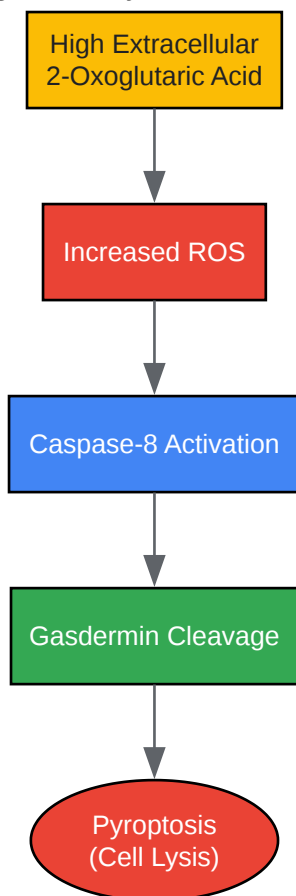 High Extracellular
2-Oxoglutaric Acid
Increased ROS
Caspase-8 Activation
Gasdermin Cleavage
Pyroptosis
(Cell Lysis)